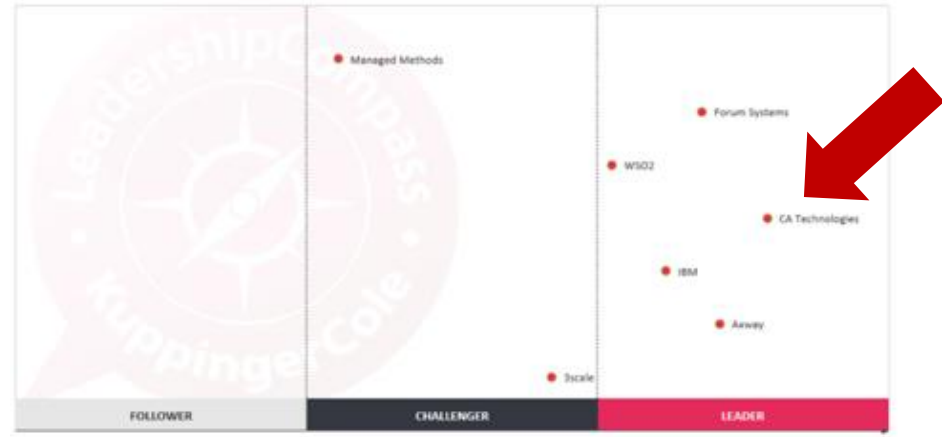 LeadershipCompass
Managed Methods
Forum Systems
WSO2
CA Technologies
IBM
Axway
3scale
KuppingerCole
FOLLOWER
CHALLENGER
LEADER